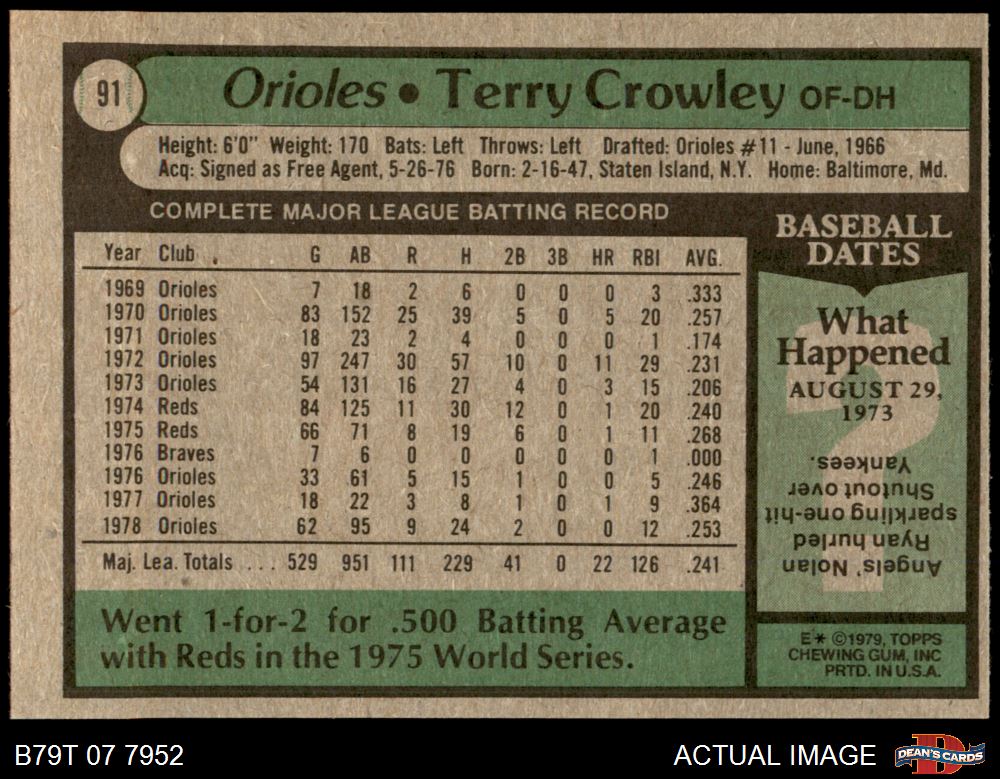 91
Orioles • Terry Crowley OF-DH
Height: 6'0" Weight: 170 Bats: Left Throws: Left Drafted: Orioles #11 - June, 1966
Acq: Signed as Free Agent, 5-26-76 Born: 2-16-47, Staten Island, N.Y. Home: Baltimore, Md.
COMPLETE MAJOR LEAGUE BATTING RECORD
Year Club G AB R H 2B 3B HR RBI AVG.
1969 Orioles 7 18 2 6 0 0 0 3 .333
1970 Orioles 83 152 25 39 5 0 5 20 .257
1971 Orioles 18 23 2 4 0 0 0 1 .174
1972 Orioles 97 247 30 57 10 0 11 29 .231
1973 Orioles 54 131 16 27 4 0 3 15 .206
1974 Reds 84 125 11 30 12 0 1 20 .240
1975 Reds 66 71 8 19 6 0 1 11 .268
1976 Braves 7 6 0 0 0 0 0 1 .000
1976 Orioles 33 61 5 15 1 0 0 5 .246
1977 Orioles 18 22 3 8 1 0 1 9 .364
1978 Orioles 62 95 9 24 2 0 0 12 .253
Maj. Lea. Totals ... 529 951 111 229 41 0 22 126 .241
Went 1-for-2 for .500 Batting Average
with Reds in the 1975 World Series.
BASEBALL
DATES
What
Happened
AUGUST 29,
1973
Angels' Nolan
Ryan hurled
sparkling one-hit
Shutout over
Yankees.
E* ©1979, TOPPS
CHEWING GUM, INC
PRTD. IN U.S.A.
B79T 07 7952
ACTUAL IMAGE
DEAN'S CARDS